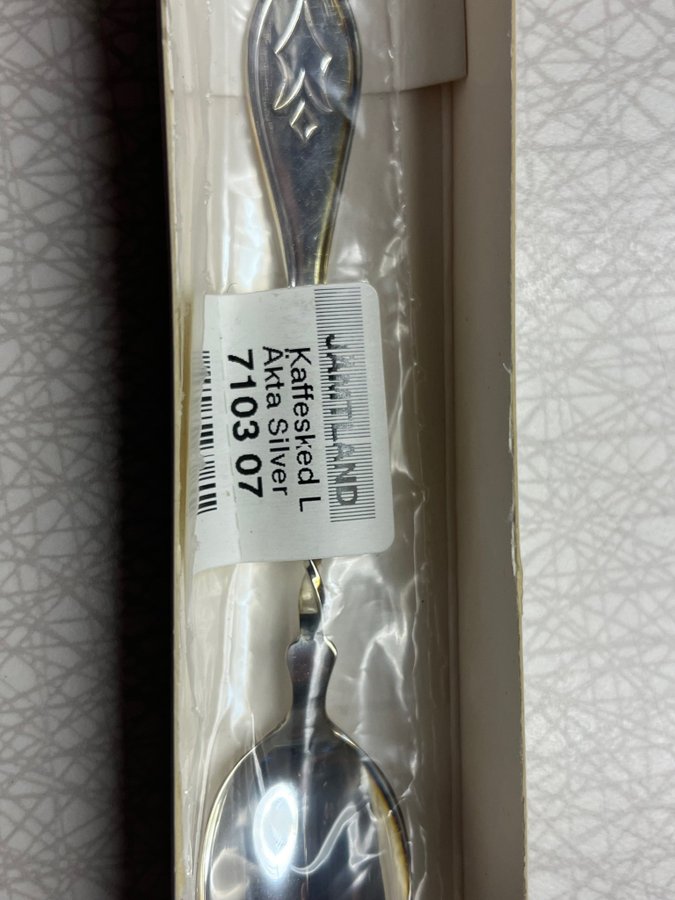 JÄMTLAND
Kaffesked L
Äkta Silver
7103 07